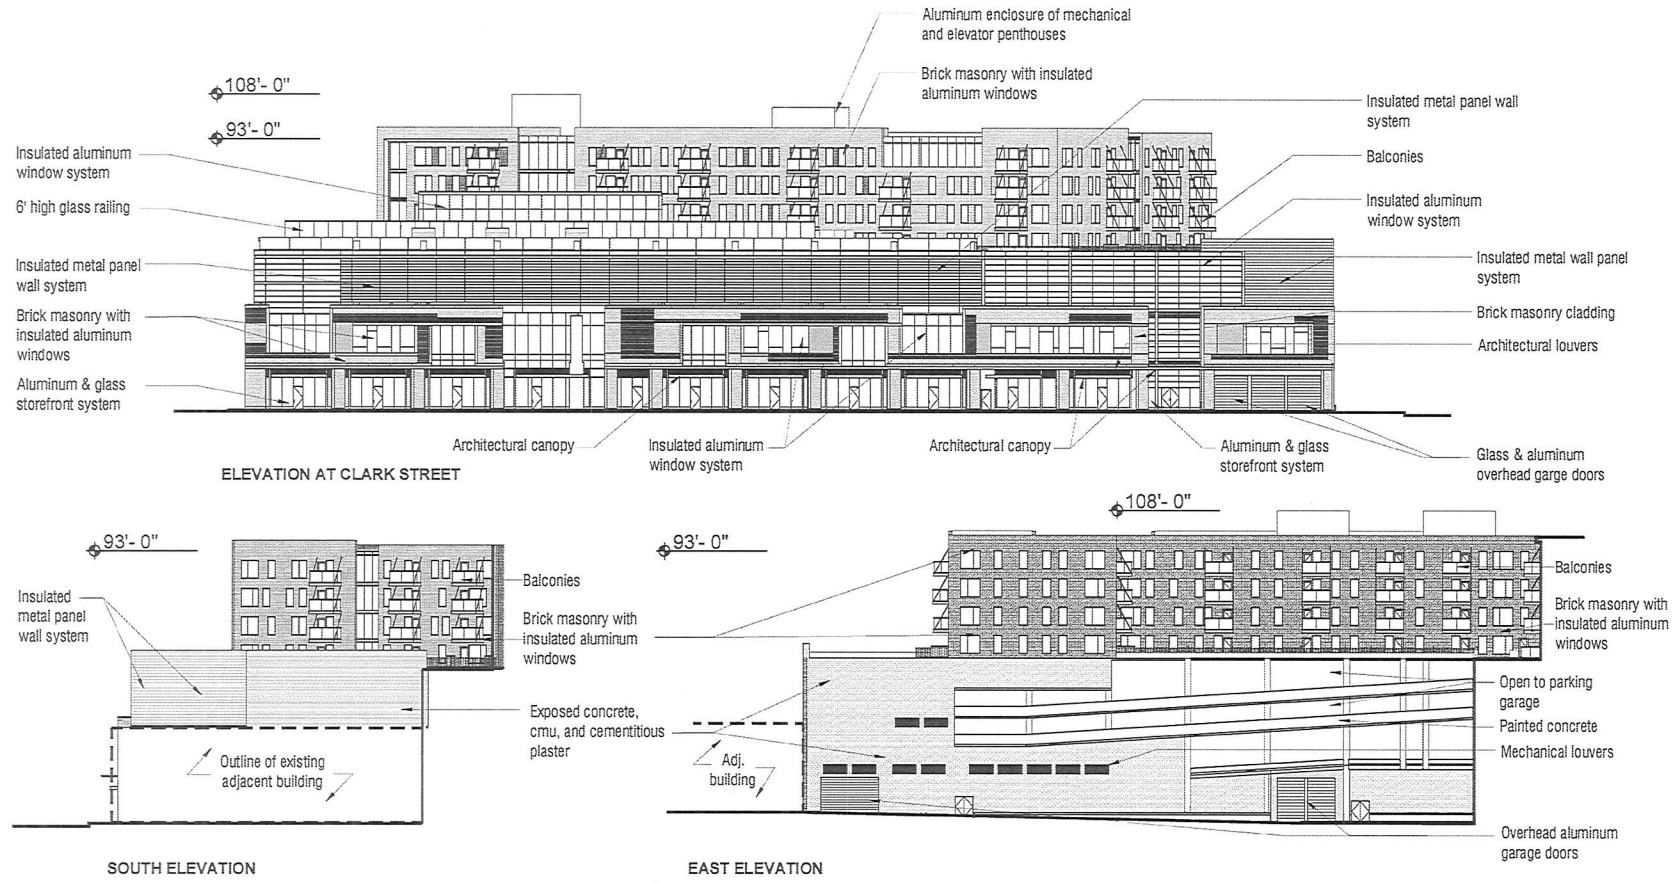 Aluminum enclosure of mechanical
and elevator penthouses
Brick masonry with insulated
aluminum windows
108'- 0"
93'- 0"
Insulated aluminum
window system
6' high glass railing
Insulated metal panel
wall system
Brick masonry with
insulated aluminum
windows
Aluminum & glass
storefront system
Insulated metal panel wall
system
Balconies
Insulated aluminum
window system
Insulated metal wall panel
system
Brick masonry cladding
Architectural louvers
Architectural canopy
Insulated aluminum
window system
Architectural canopy
Aluminum & glass
storefront system
Glass & aluminum
overhead garge doors
ELEVATION AT CLARK STREET
93'- 0"
Insulated
metal panel
wall system
Balconies
Brick masonry with
insulated aluminum
windows
Exposed concrete,
cmu, and cementitious
plaster
Outline of existing
adjacent building
SOUTH ELEVATION
93'- 0"
108'- 0"
Balconies
Brick masonry with
insulated aluminum
windows
Open to parking
garage
Painted concrete
Mechanical louvers
Adj.
building
Overhead aluminum
garage doors
EAST ELEVATION